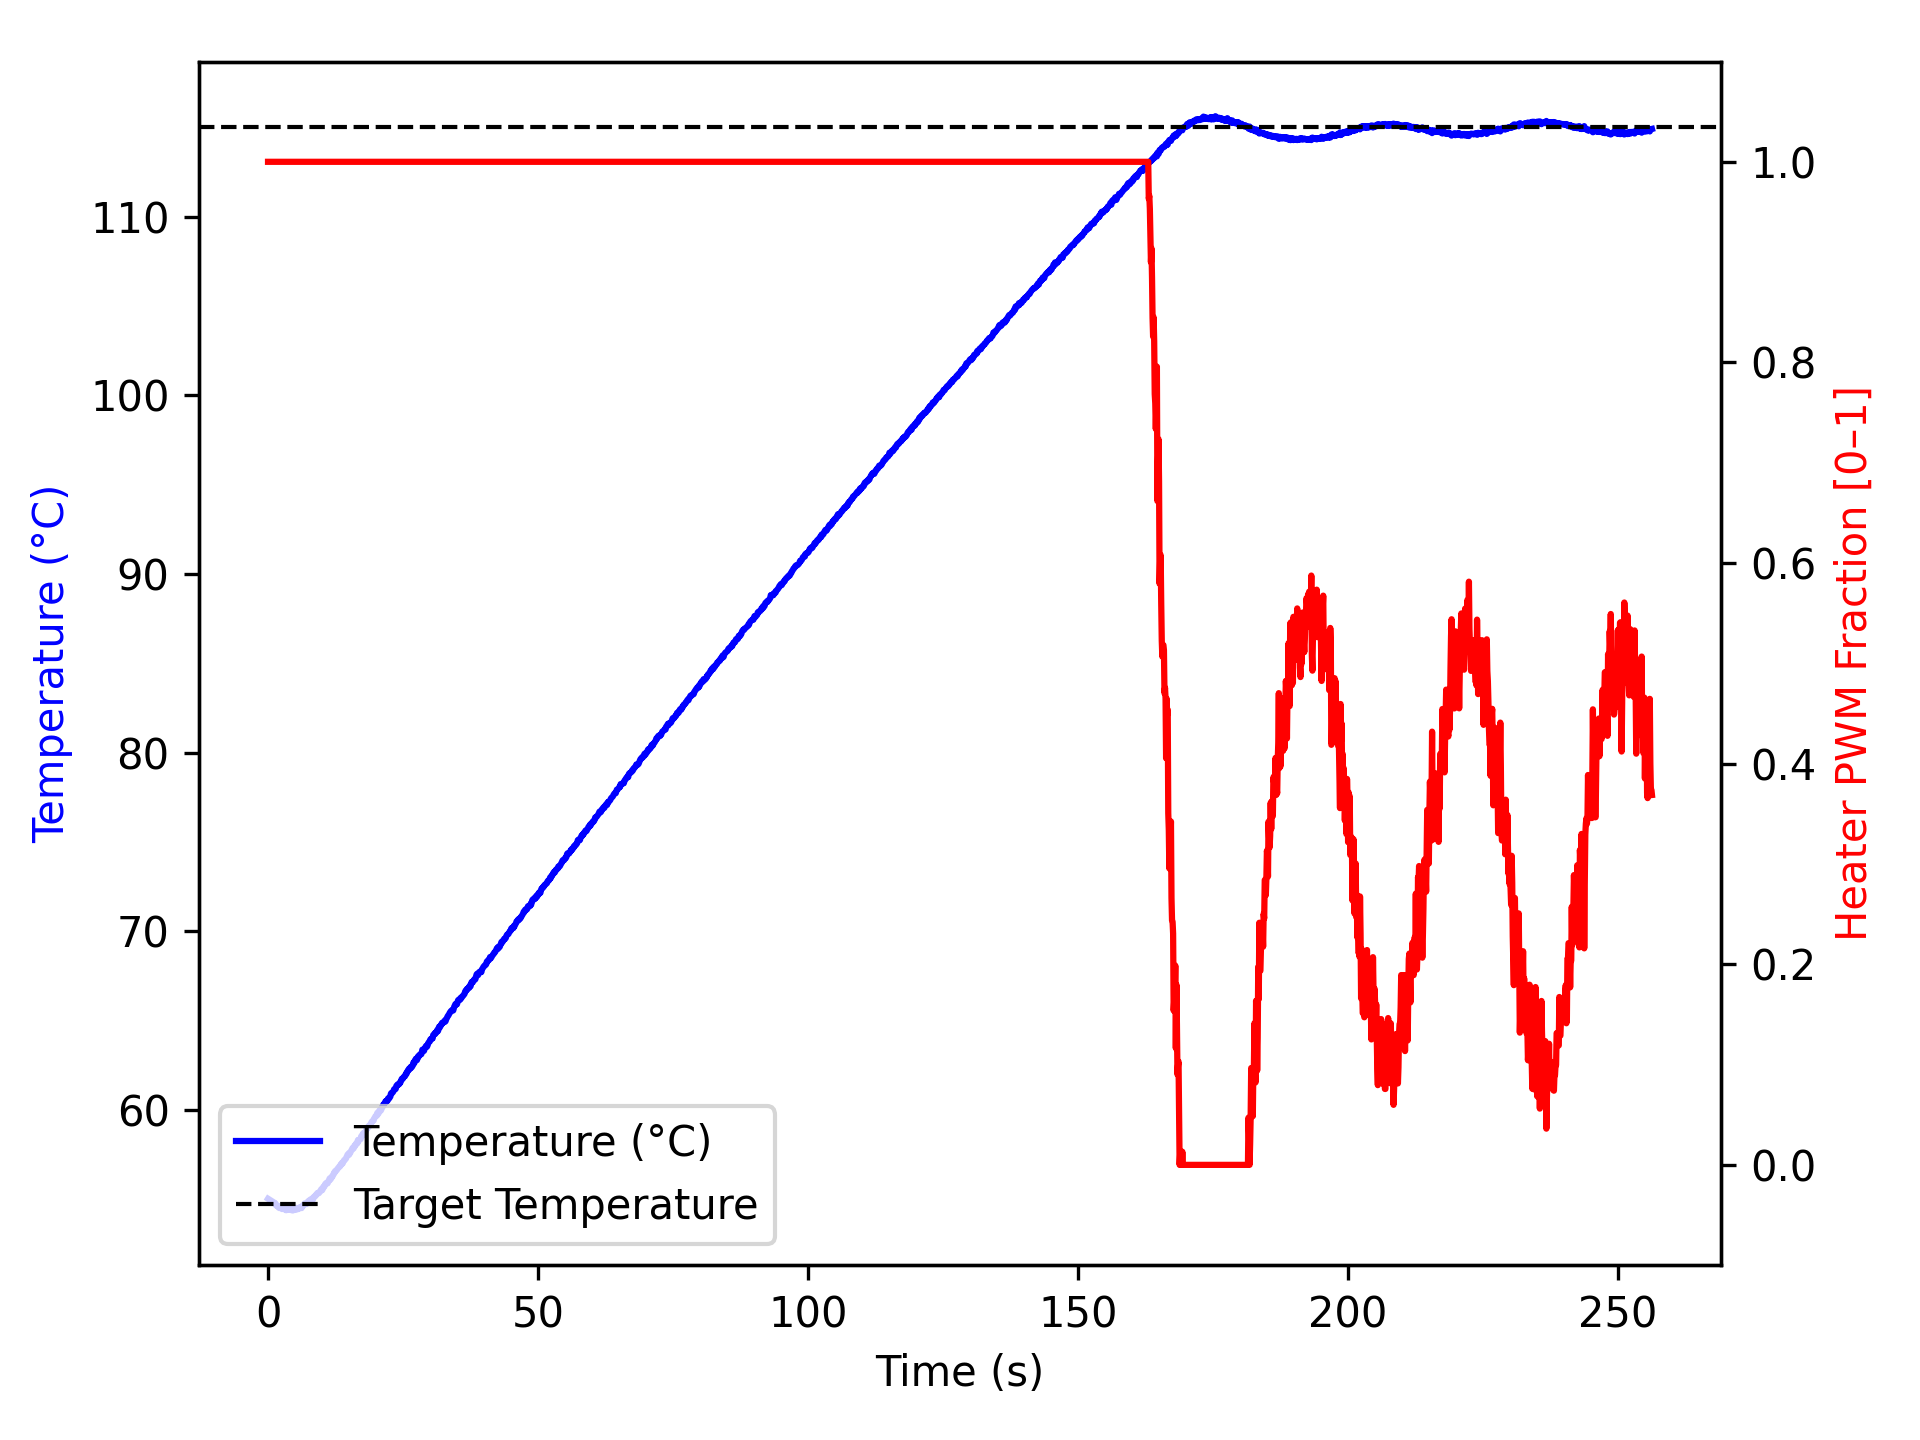 110
100
90
80
70
60
Temperature (°C)
1.0
0.8
0.6
0.4
0.2
0.0
Heater PWM Fraction [0–1]
Temperature (°C)
Target Temperature
0 50 100 150 200 250
Time (s)